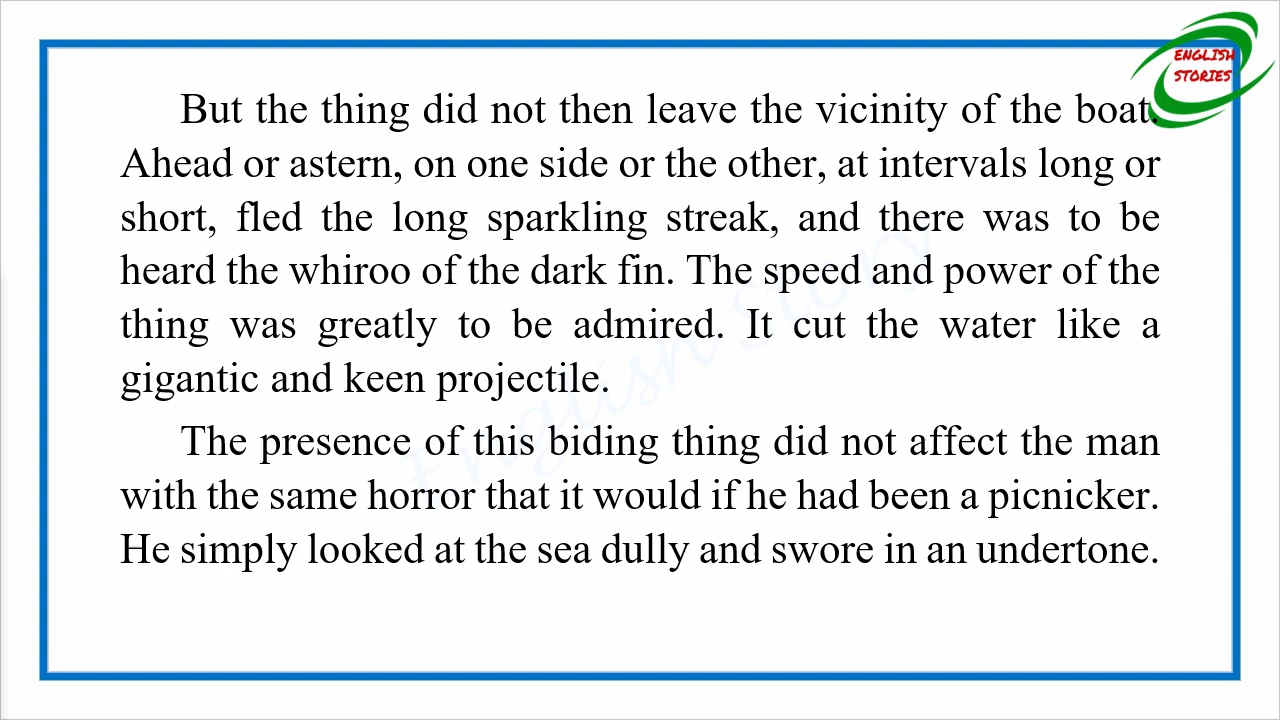 ENGLISH
STORIES
But the thing did not then leave the vicinity of the boat.
Ahead or astern, on one side or the other, at intervals long or
short, fled the long sparkling streak, and there was to be
heard the whiroo of the dark fin. The speed and power of the
thing was greatly to be admired. It cut the water like a
gigantic and keen projectile.
The presence of this biding thing did not affect the man
with the same horror that it would if he had been a picnicker.
He simply looked at the sea dully and swore in an undertone.
English Story